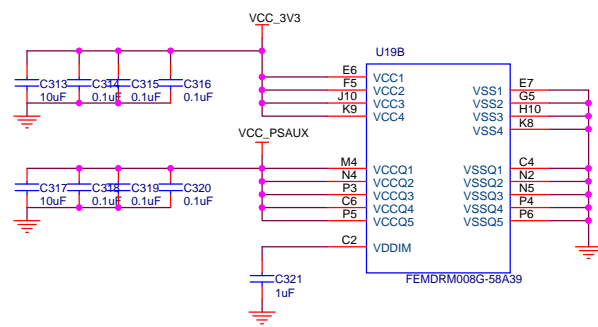 VCC_3V3
U19B
C313
10uF
C314
0.1uF
C315
0.1uF
C316
0.1uF
E6
F5
J10
K9
VCC1
VCC2
VCC3
VCC4
VSS1
VSS2
VSS3
VSS4
E7
G5
H10
K8
VCC_PSAUX
C317
10uF
C318
0.1uF
C319
0.1uF
C320
0.1uF
M4
N4
P3
C6
P5
VCCQ1
VCCQ2
VCCQ3
VCCQ4
VCCQ5
VSSQ1
VSSQ2
VSSQ3
VSSQ4
VSSQ5
C4
N2
N5
P4
P6
C2
VDDIM
C321
1uF
FEMDRM008G-58A39